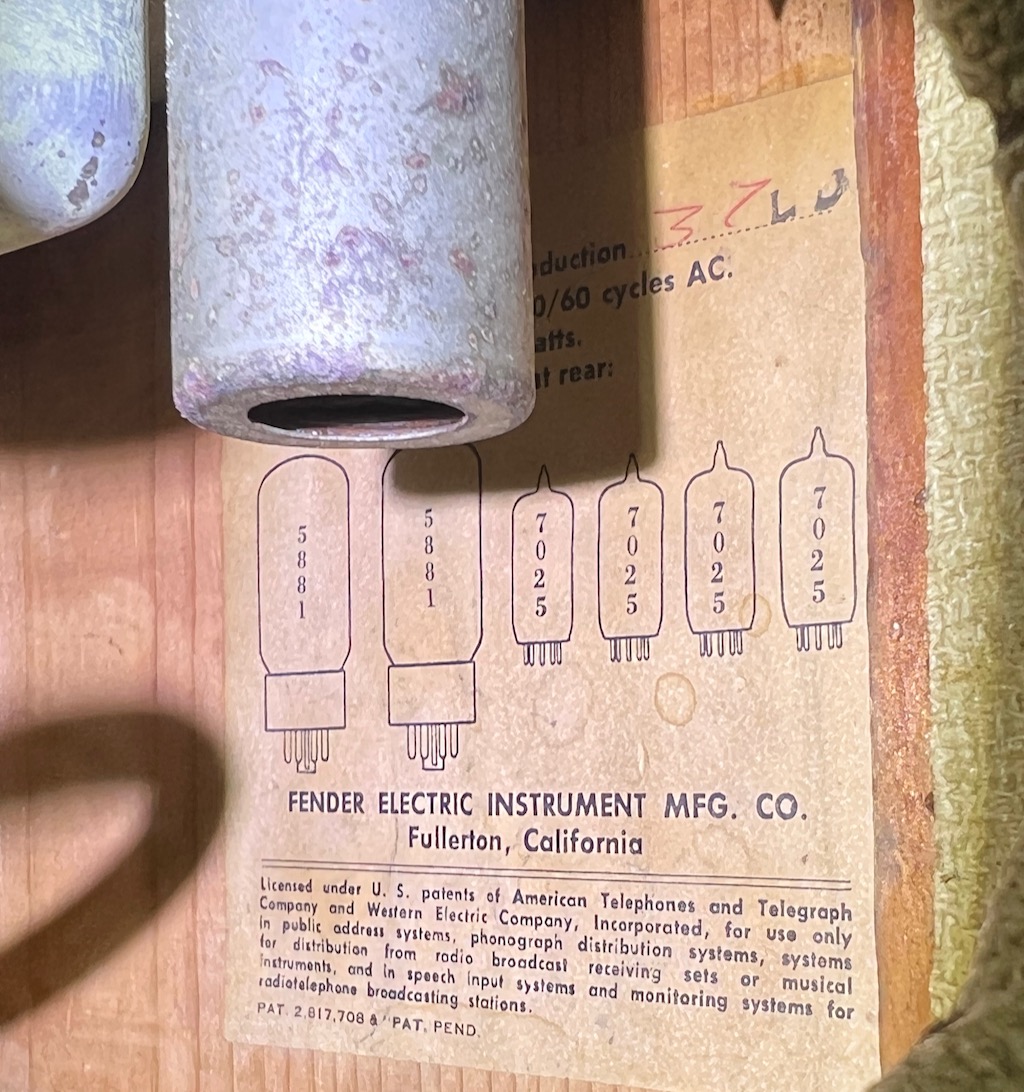 duction 37 L J
0/60 cycles AC.
atts.
t rear:
5881 5881 7025 7025 7025 7025
FENDER ELECTRIC INSTRUMENT MFG. CO.
Fullerton, California
Licensed under U. S. patents of American Telephones and Telegraph
Company and Western Electric Company, Incorporated, for use only
in public address systems, phonograph distribution systems, systems
for distribution from radio broadcast receiving sets or musical
instruments, and in speech input systems and monitoring systems for
radiotelephone broadcasting stations.
PAT. 2,817,708 & PAT. PEND.